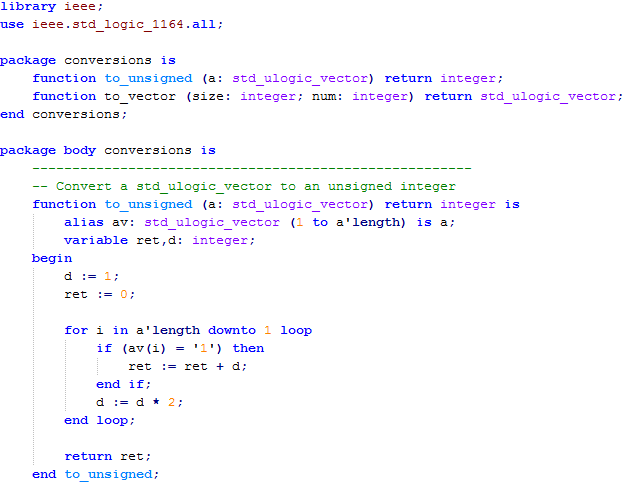 library ieee;
use ieee.std_logic_1164.all;
package conversions is
function to_unsigned (a: std_ulogic_vector) return integer;
function to_vector (size: integer; num: integer) return std_ulogic_vector;
end conversions;
package body conversions is
-------------------------------------------------------
-- Convert a std_ulogic_vector to an unsigned integer
function to_unsigned (a: std_ulogic_vector) return integer is
alias av: std_ulogic_vector (1 to a'length) is a;
variable ret,d: integer;
begin
d := 1;
ret := 0;
for i in a'length downto 1 loop
if (av(i) = '1') then
ret := ret + d;
end if;
d := d * 2;
end loop;
return ret;
end to_unsigned;